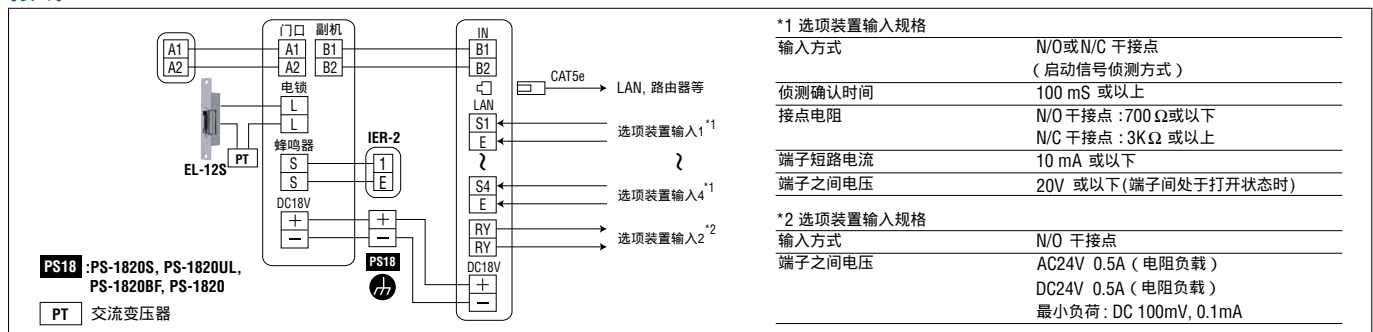 门口 副机
A1 A1 B1
A2 A2 B2
电锁
L
L
EL-12S
PT
蜂鸣器
S
S
IER-2
1
E
DC18V
+
−
+
−
PS18
PS18 :PS-1820S, PS-1820UL,
PS-1820BF, PS-1820
PT 交流变压器
IN
B1
B2
CAT5e
LAN, 路由器等
LAN
S1
E
选项装置输入1*1
~ ~
S4
E
选项装置输入4*1
RY
RY
选项装置输入2*2
DC18V
+
−
*1 选项装置输入规格
输入方式 N/O或N/C 干接点
(启动信号侦测方式)
侦测确认时间 100 mS 或以上
接点电阻 N/O 干接点 :700 Ω或以下
N/C 干接点 : 3KΩ 或以上
端子短路电流 10 mA 或以下
端子之间电压 20V 或以下(端子间处于打开状态时)
*2 选项装置输入规格
输入方式 N/O 干接点
端子之间电压 AC24V 0.5A (电阻负载)
DC24V 0.5A (电阻负载)
最小负荷 : DC 100mV, 0.1mA